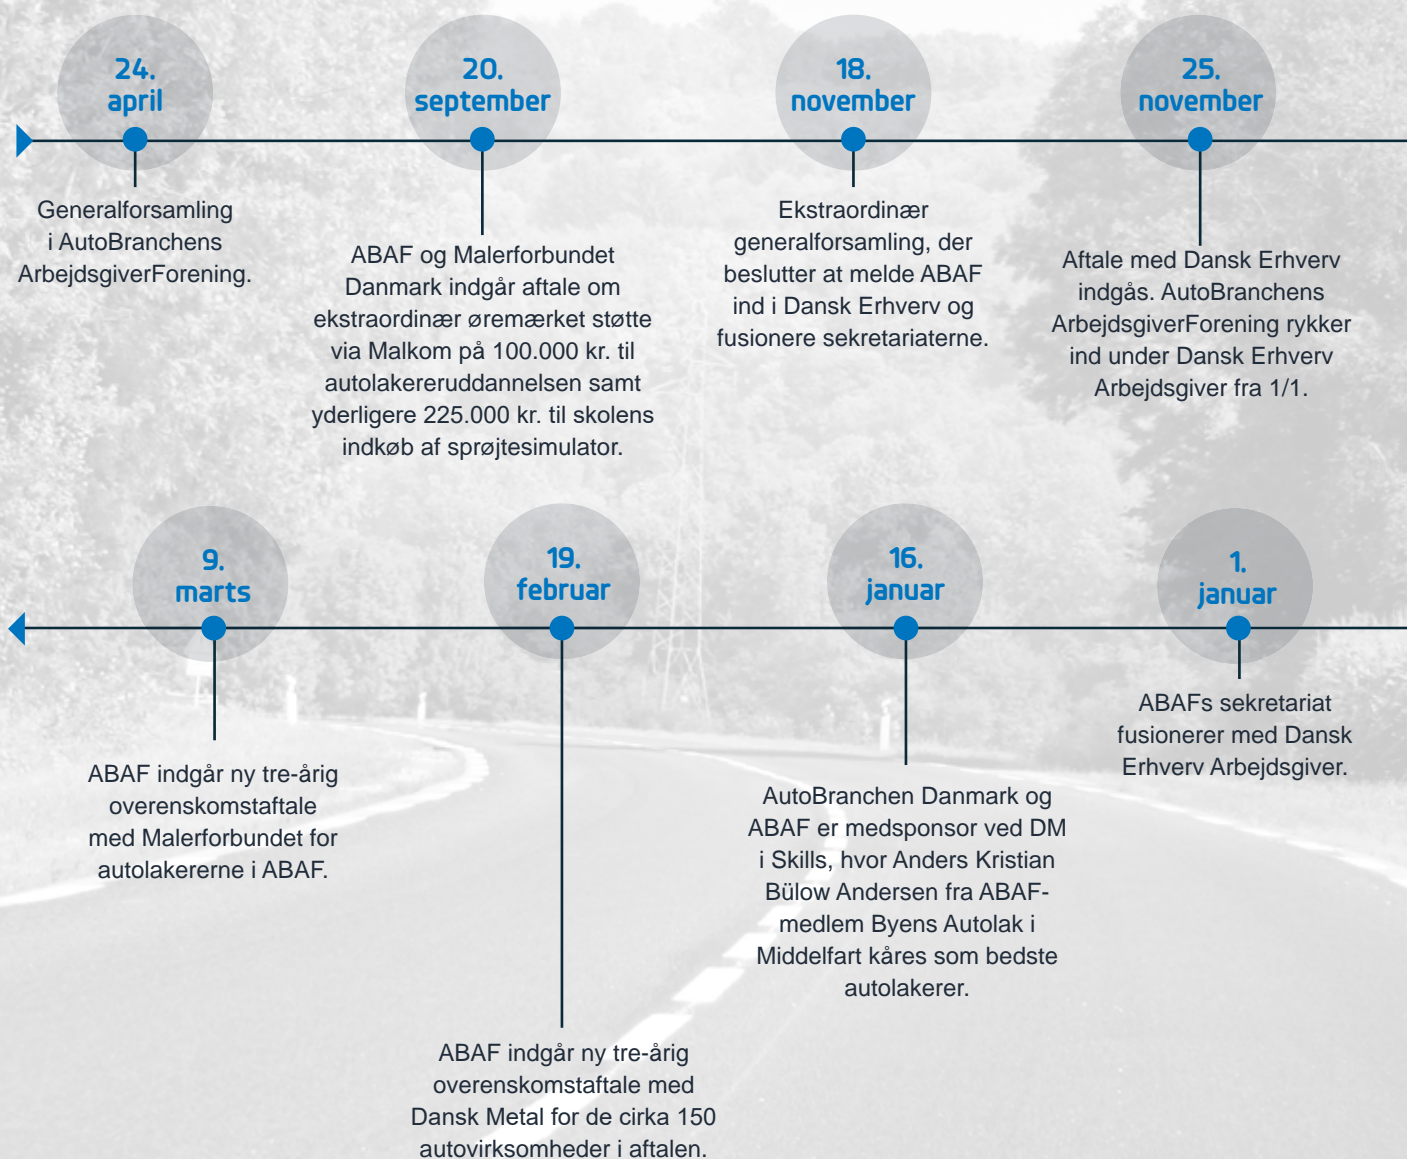 24.
april
Generalforsamling
i AutoBranchens
ArbejdsgiverForening.
20.
september
ABAF og Malerforbundet
Danmark indgår aftale om
ekstraordinær øremærket støtte
via Malkom på 100.000 kr. til
autolakereruddannelsen samt
yderligere 225.000 kr. til skolens
indkøb af sprøjtesimulator.
18.
november
Ekstraordinær
generalforsamling, der
beslutter at melde ABAF
ind i Dansk Erhverv og
fusionere sekretariaterne.
25.
november
Aftale med Dansk Erhverv
indgås. AutoBranchens
ArbejdsgiverForening rykker
ind under Dansk Erhverv
Arbejdsgiver fra 1/1.
1.
januar
ABAFs sekretariat
fusionerer med Dansk
Erhverv Arbejdsgiver.
16.
januar
AutoBranchen Danmark og
ABAF er medsponsor ved DM
i Skills, hvor Anders Kristian
Bülow Andersen fra ABAF-
medlem Byens Autolak i
Middelfart kåres som bedste
autolakerer.
19.
februar
ABAF indgår ny tre-årig
overenskomstaftale med
Dansk Metal for de cirka 150
autovirksomheder i aftalen.
9.
marts
ABAF indgår ny tre-årig
overenskomstaftale
med Malerforbundet for
autolakererne i ABAF.